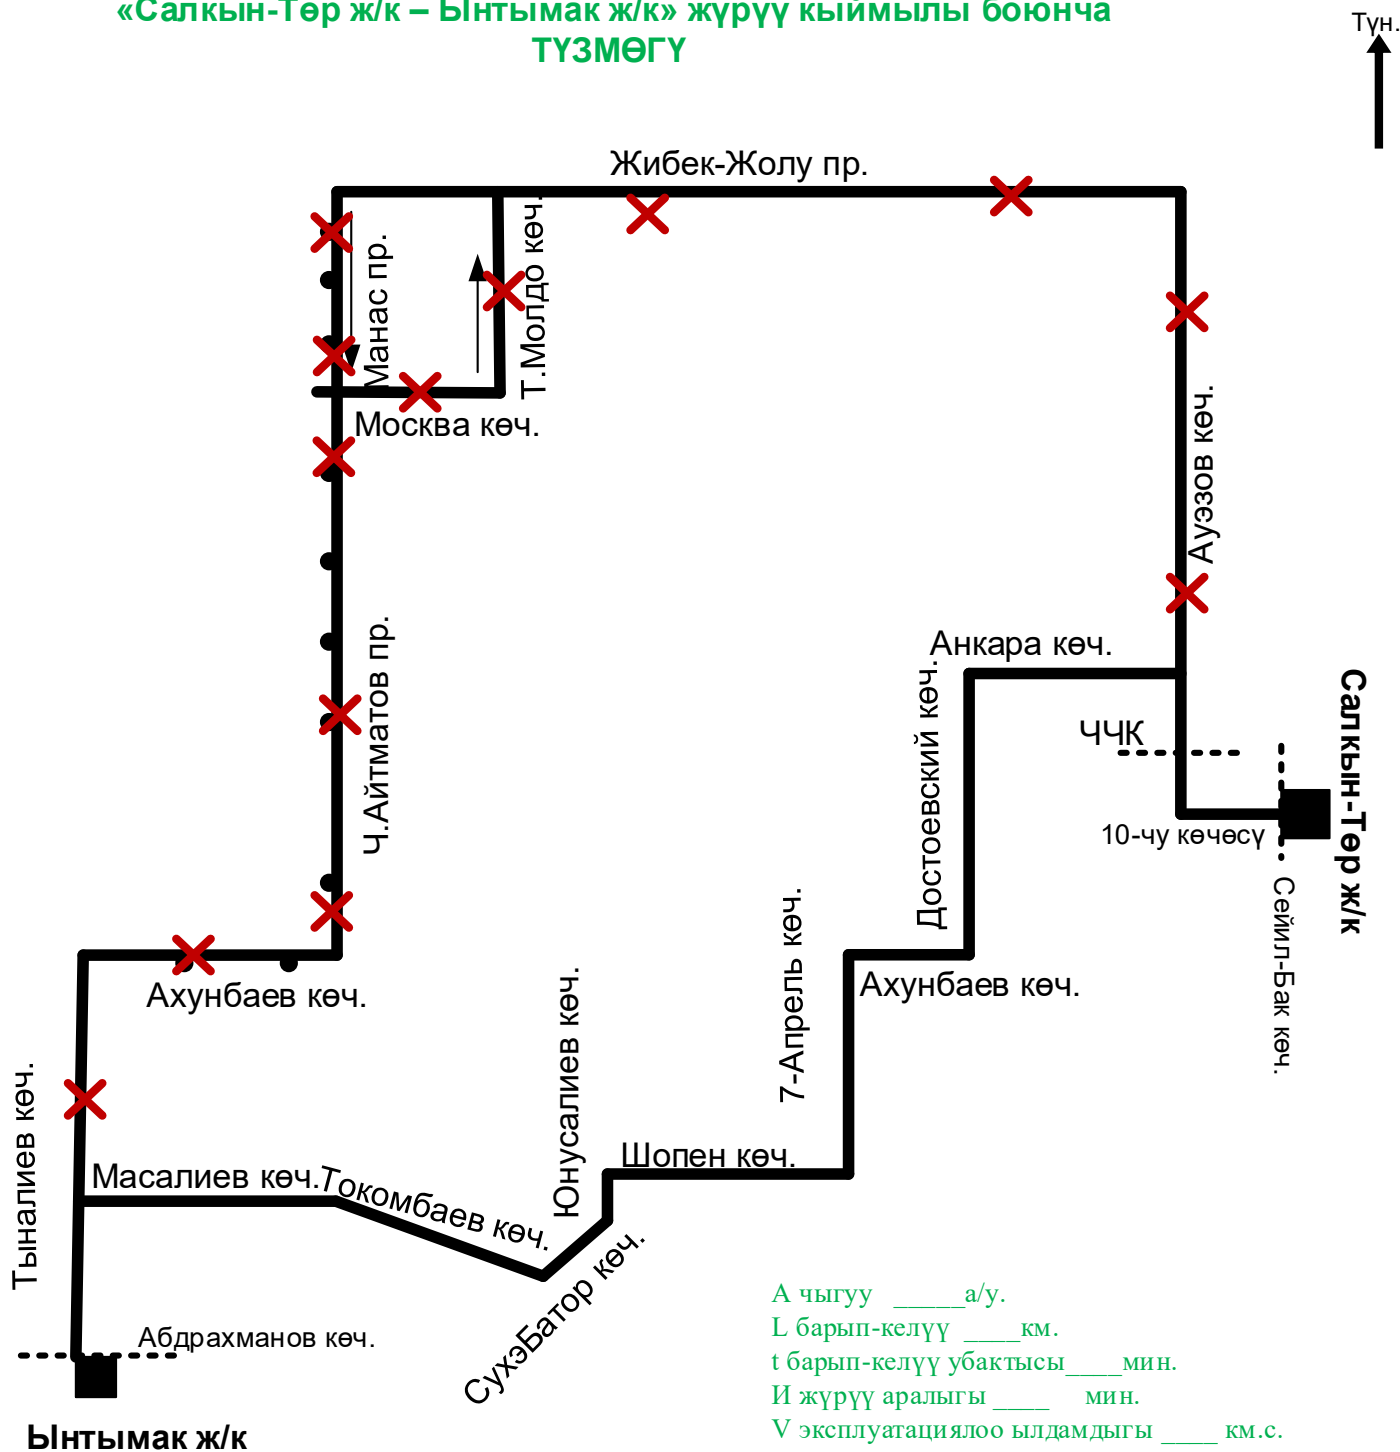 «Салкын-Төр ж/к – Ынтымак ж/к» жүрүү кыймылы боюнча
ТҮЗМӨГҮ
Түн.
Жибек-Жолу пр.
Манас пр.
Т.Молдо көч.
Москва көч.
Ауэзов көч.
Ч.Айтматов пр.
Анкара көч.
Достоевский көч.
ЧЧК
Салкын-Төр ж/к
10-чу көчөсү
Сейил-Бак көч.
7-Апрель көч.
Ахунбаев көч.
Ахунбаев көч.
Юнусалиев көч.
Тыналиев көч.
Шопен көч.
Масалиев көч.
Токомбаев көч.
СухэБатор көч.
Абдрахманов көч.
Ынтымак ж/к
А чыгуу _____а/у.
L барып-келүү ____км.
t барып-келүү убактысы____мин.
И жүрүү аралыгы ____ мин.
V эксплуатациялоо ылдамдыгы ____ км.с.